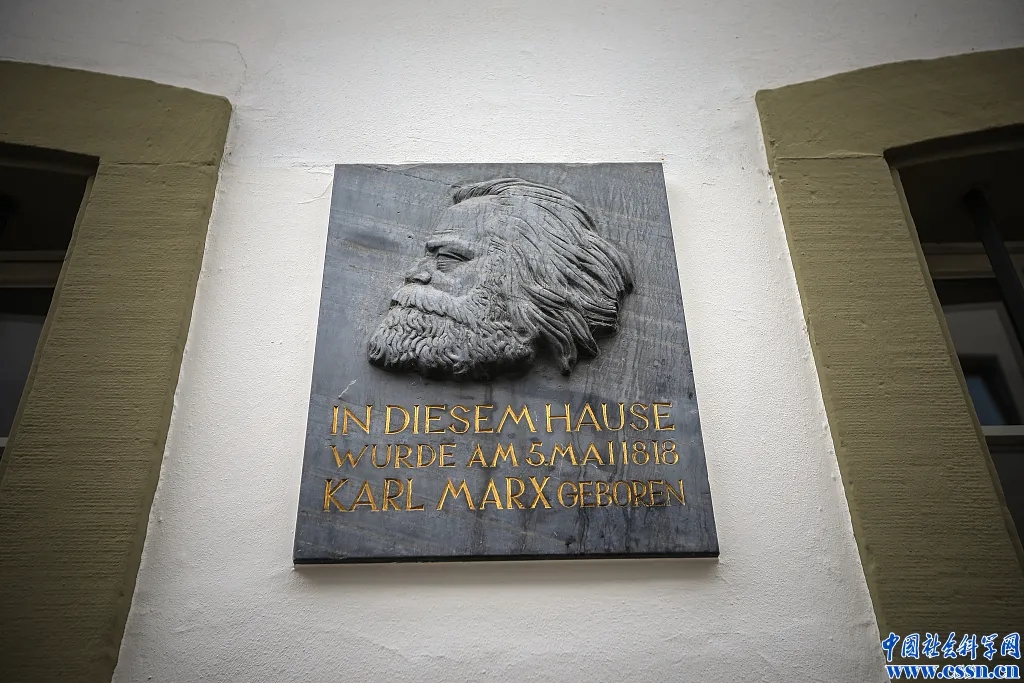 IN DIESEM HAUSE
WURDE AM 5.MAI 1818
KARL MARX GEBOREN
中国社会科学网
www.cssn.cn